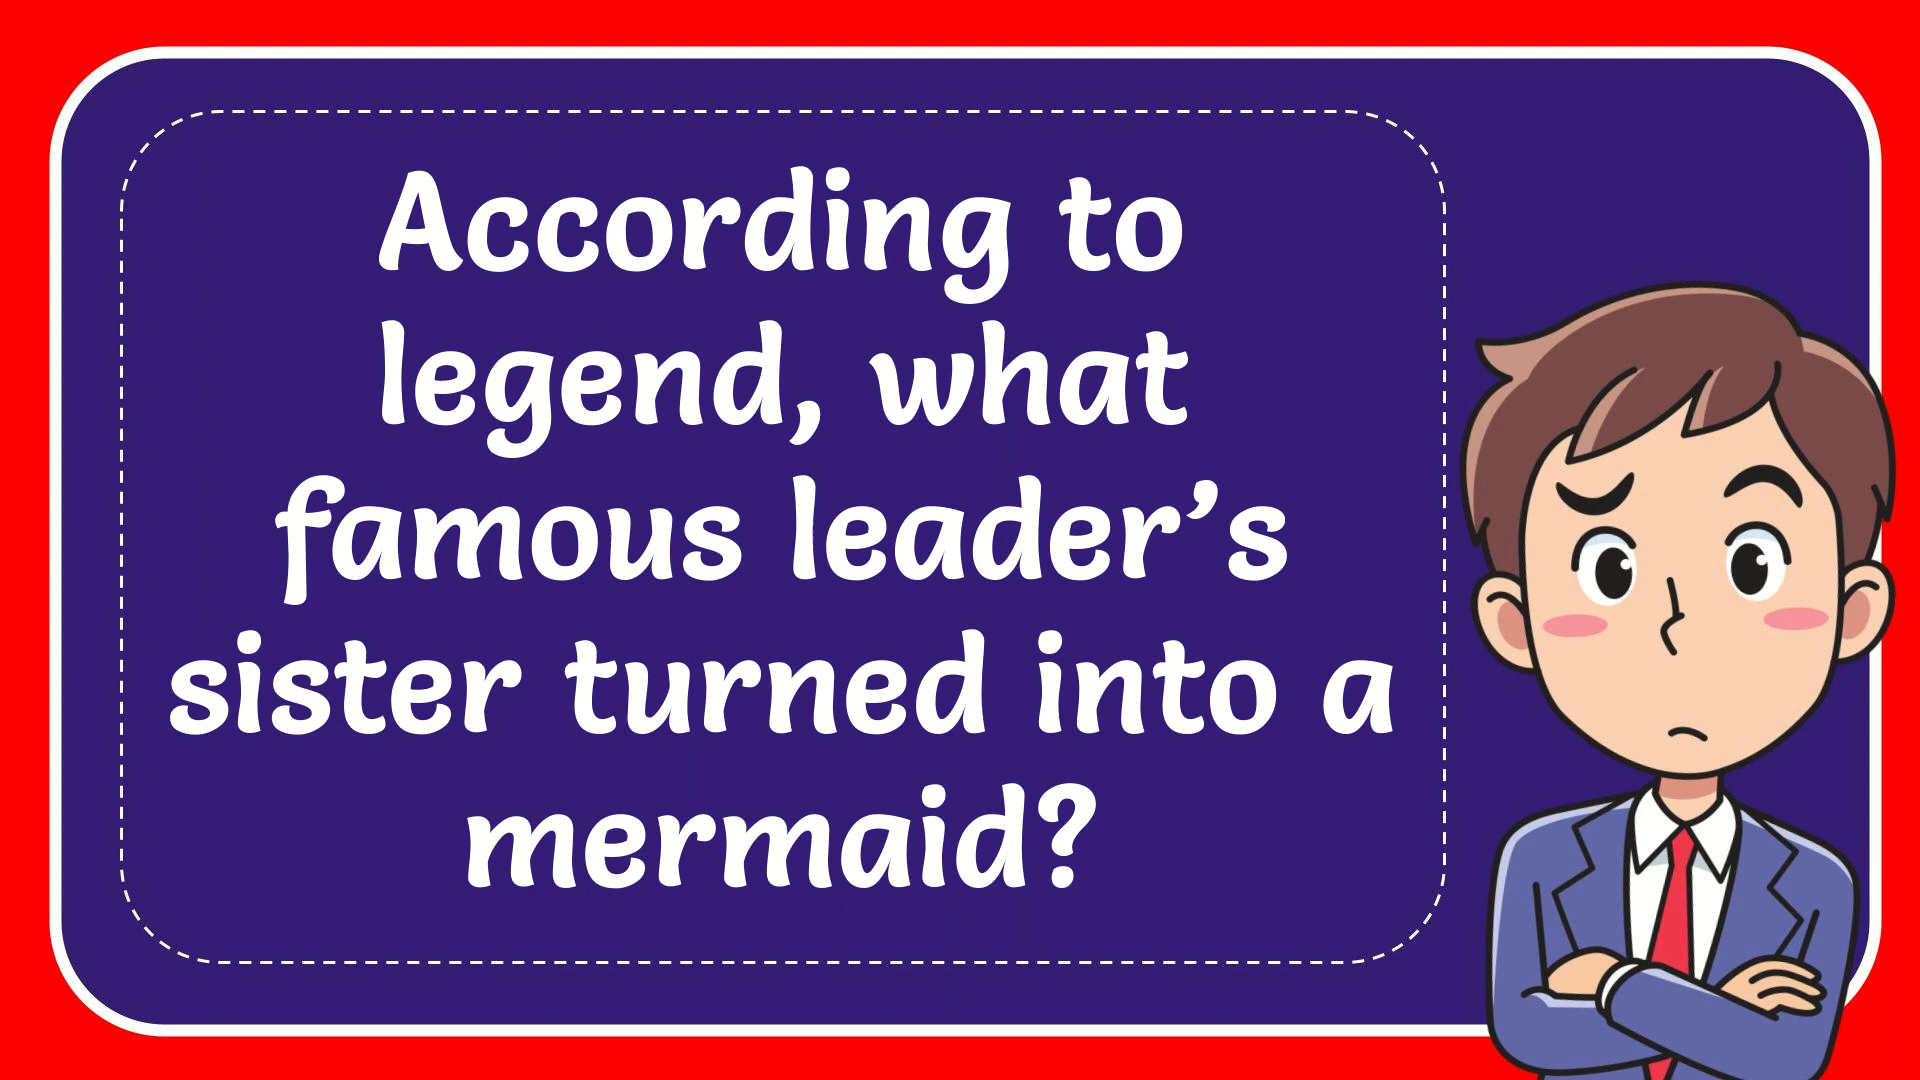 According to
legend, what
famous leader’s
sister turned into a
mermaid?